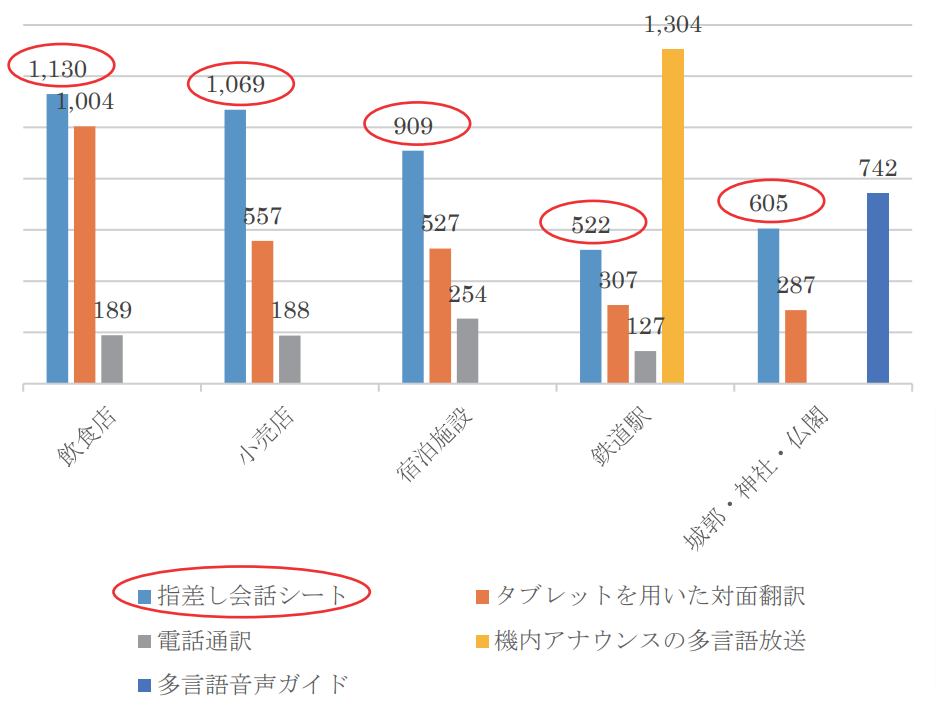 1,304
1,130
1,004
1,069
909
742
605
557
527
522
307
287
254
189
188
127
飲食店
小売店
宿泊施設
鉄道駅
城郭・神社・仏閣
指差し会話シート
タブレットを用いた対面翻訳
電話通訳
機内アナウンスの多言語放送
多言語音声ガイド